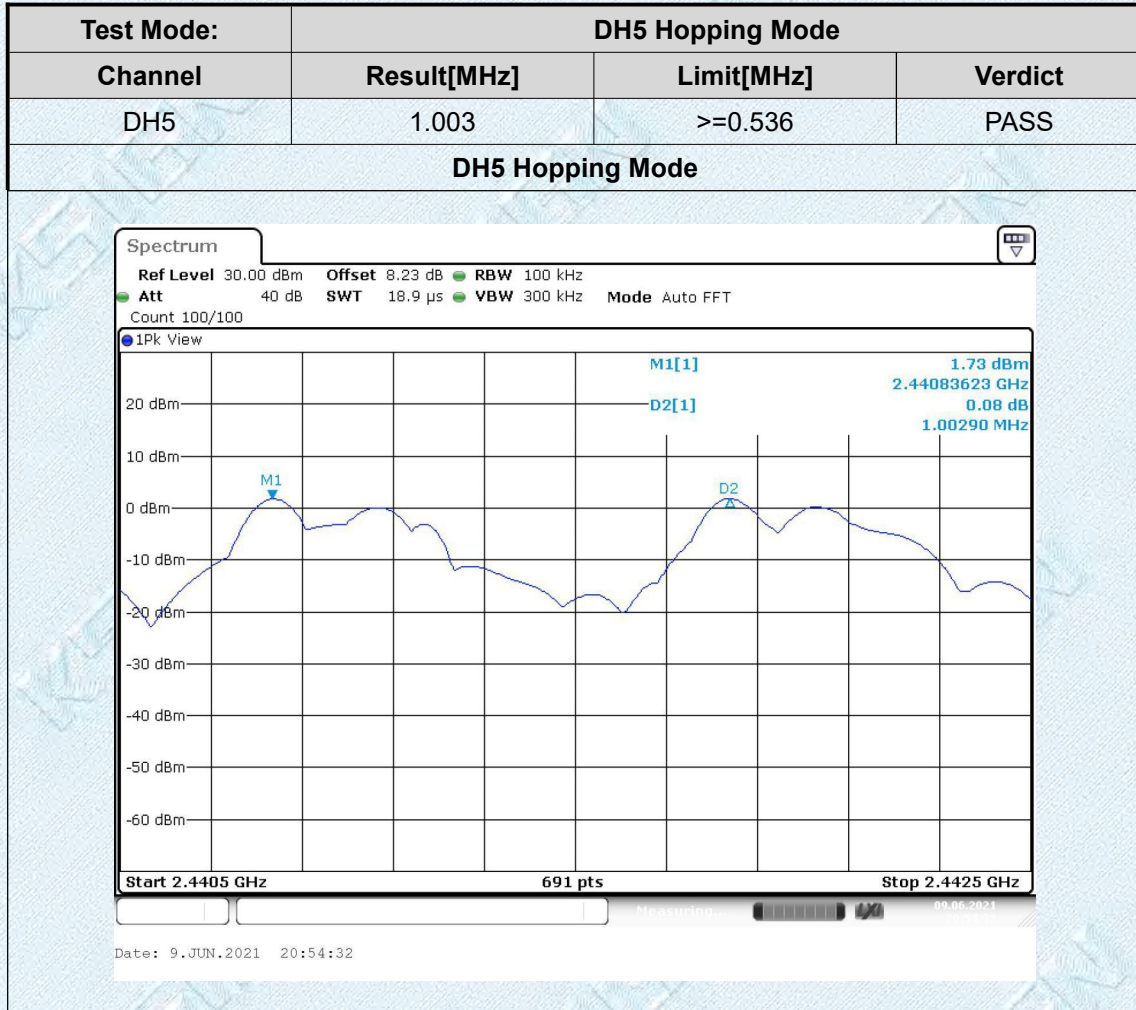 Test Mode: DH5 Hopping Mode
Channel Result[MHz] Limit[MHz] Verdict
DH5 1.003 >=0.536 PASS
DH5 Hopping Mode
Spectrum
Ref Level 30.00 dBm Offset 8.23 dB RBW 100 kHz
Att 40 dB SWT 18.9 µs VBW 300 kHz Mode Auto FFT
Count 100/100
1Pk View
M1[1] 1.73 dBm
2.44083623 GHz
20 dBm D2[1] 0.08 dB
1.00290 MHz
10 dBm
M1
D2
0 dBm
-10 dBm
-20 dBm
-30 dBm
-40 dBm
-50 dBm
-60 dBm
Start 2.4405 GHz 691 pts Stop 2.4425 GHz
Measuring... LXI 09.06.2021
Date: 9.JUN.2021 20:54:32